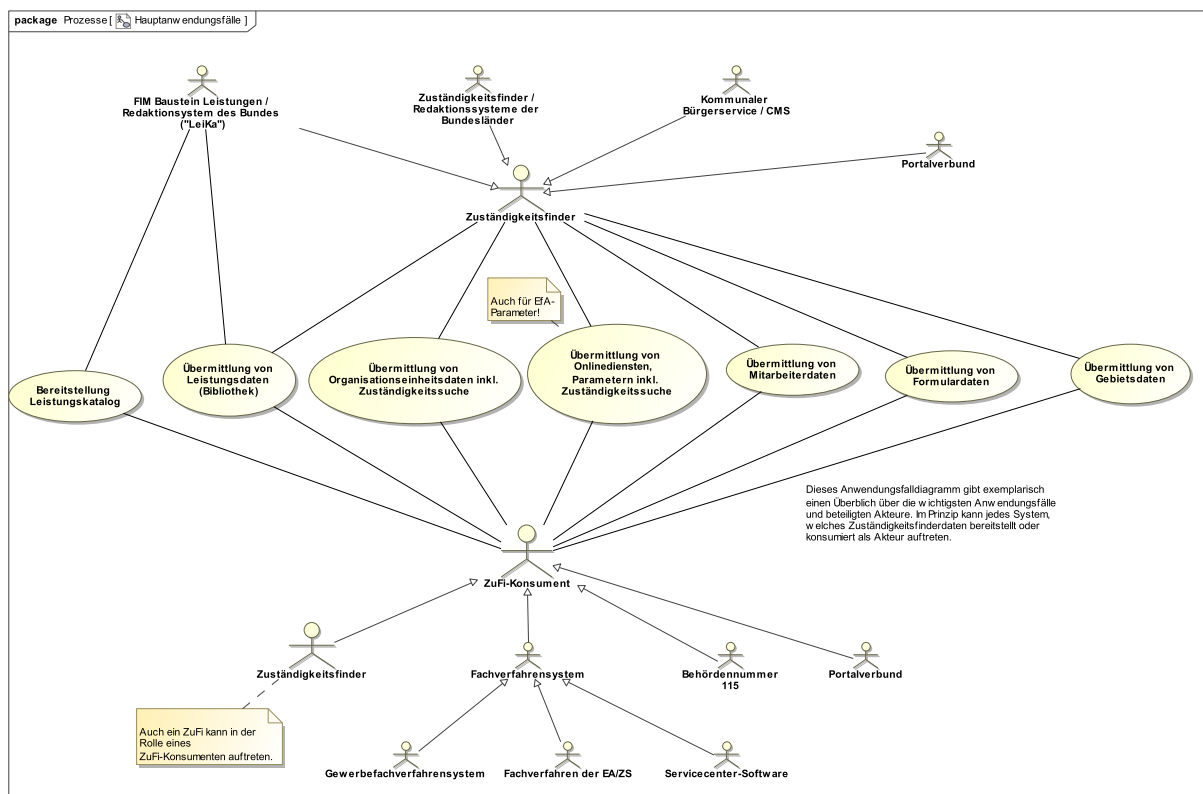 package Prozesse [ Hauptanwendungsfälle ]
FIM Baustein Leistungen /
Redaktionsystem des Bundes
("LeiKa")
Zuständigkeitsfinder /
Redaktionssysteme der
Bundesländer
Kommunaler
Bürgerservice / CMS
Portalverbund
Zuständigkeitsfinder
Auch für EfA-
Parameter!
Bereitstellung
Leistungskatalog
Übermittlung von
Leistungsdaten
(Bibliothek)
Übermittlung von
Organisationseinheitsdaten inkl.
Zuständigkeitssuche
Übermittlung von
Onlinediensten,
Parametern inkl.
Zuständigkeitssuche
Übermittlung von
Mitarbeiterdaten
Übermittlung von
Formulardaten
Übermittlung von
Gebietsdaten
Dieses Anwendungsfalldiagramm gibt exemplarisch
einen Überblich über die wichtigsten Anwendungsfälle
und beteiligten Akteure. Im Prinzip kann jedes System,
welches Zuständigkeitsfinderdaten bereitstellt oder
konsumiert als Akteur auftreten.
ZuFi-Konsument
Zuständigkeitsfinder
Fachverfahrensystem
Behördennummer
115
Portalverbund
Auch ein ZuFi kann in der
Rolle eines
ZuFi-Konsumenten auftreten.
Gewerbefachverfahrensystem
Fachverfahren der EA/ZS
Servicecenter-Software